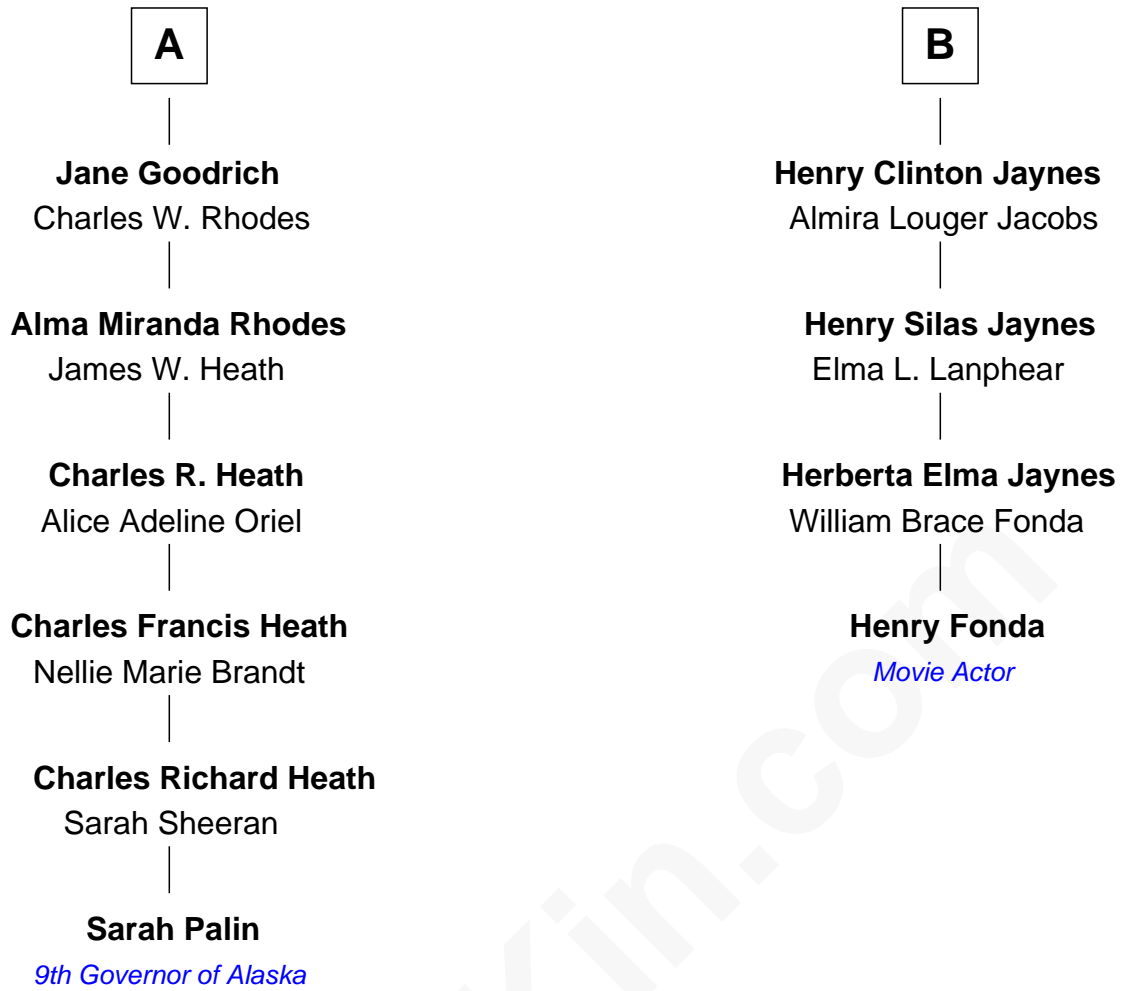 A
Jane Goodrich
Charles W. Rhodes
Alma Miranda Rhodes
James W. Heath
Charles R. Heath
Alice Adeline Oriel
Charles Francis Heath
Nellie Marie Brandt
Charles Richard Heath
Sarah Sheeran
Sarah Palin
9th Governor of Alaska
B
Henry Clinton Jaynes
Almira Louger Jacobs
Henry Silas Jaynes
Elma L. Lanphear
Herberta Elma Jaynes
William Brace Fonda
Henry Fonda
Movie Actor
Kin.com